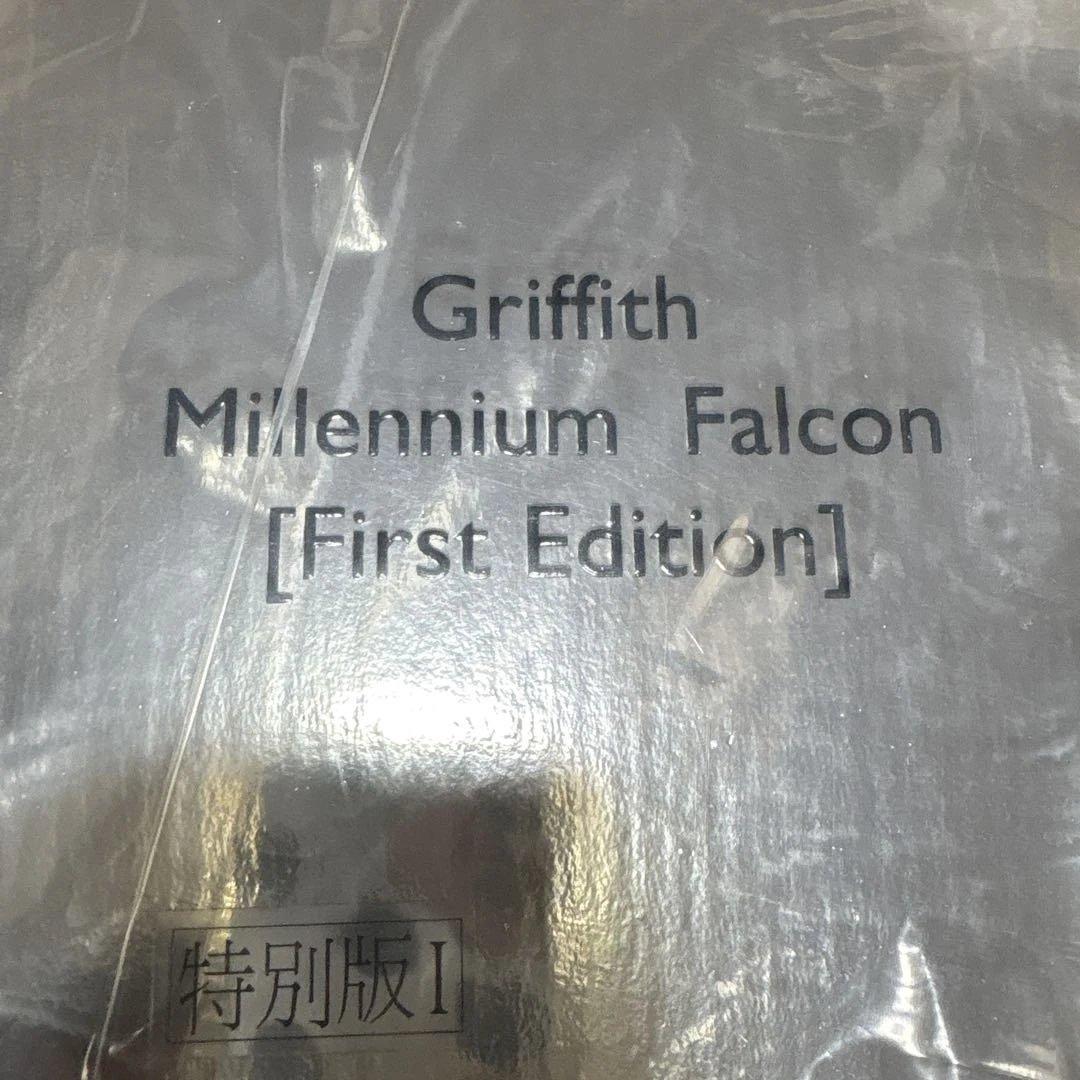 Griffith
Millennium Falcon
[First Edition]
特別版I